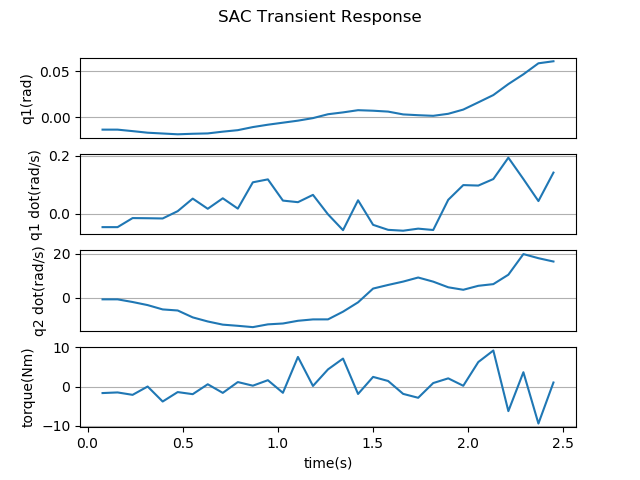 SAC Transient Response
q1(rad)
0.05
0.00
q1 dot(rad/s)
0.2
0.0
q2 dot(rad/s)
20
0
torque(Nm)
10
0
−10
0.0 0.5 1.0 1.5 2.0 2.5
time(s)